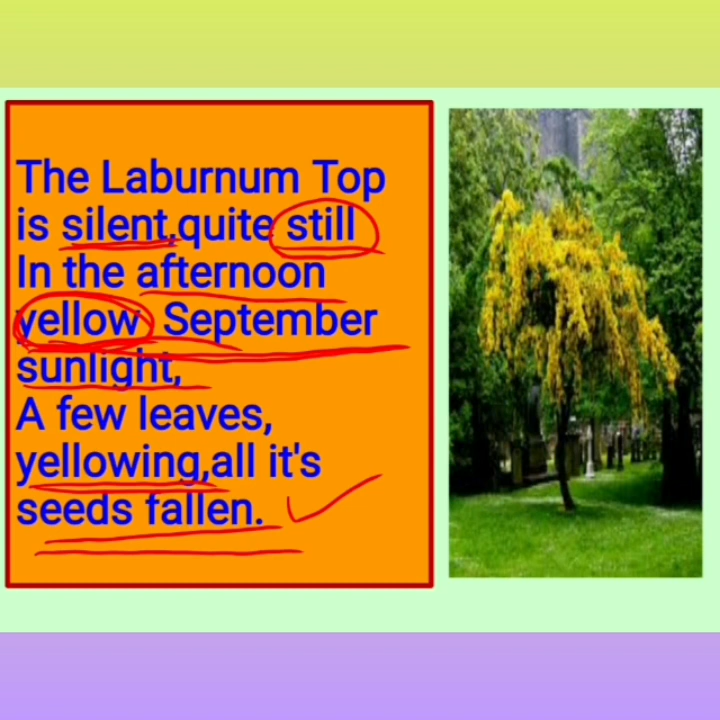 The Laburnum Top
is silent,quite still
In the afternoon
yellow September
sunlight,
A few leaves,
yellowing,all it's
seeds fallen.